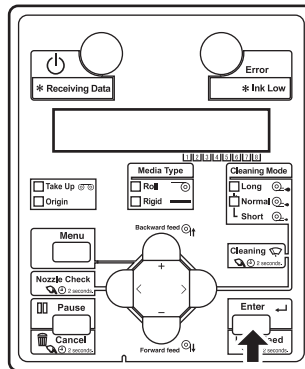 Error
* Receiving Data
* Ink Low
1 2 3 4 5 6 7 8
Media Type
Cleaning Mode
Take Up
Roll
Long
Origin
Rigid
Normal
Short
Menu
Backward feed
Cleaning
2 seconds.
Nozzle Check
2 seconds.
+
Pause
< >
Enter
Cancel
2 seconds.
−
Forward feed
2 seconds.